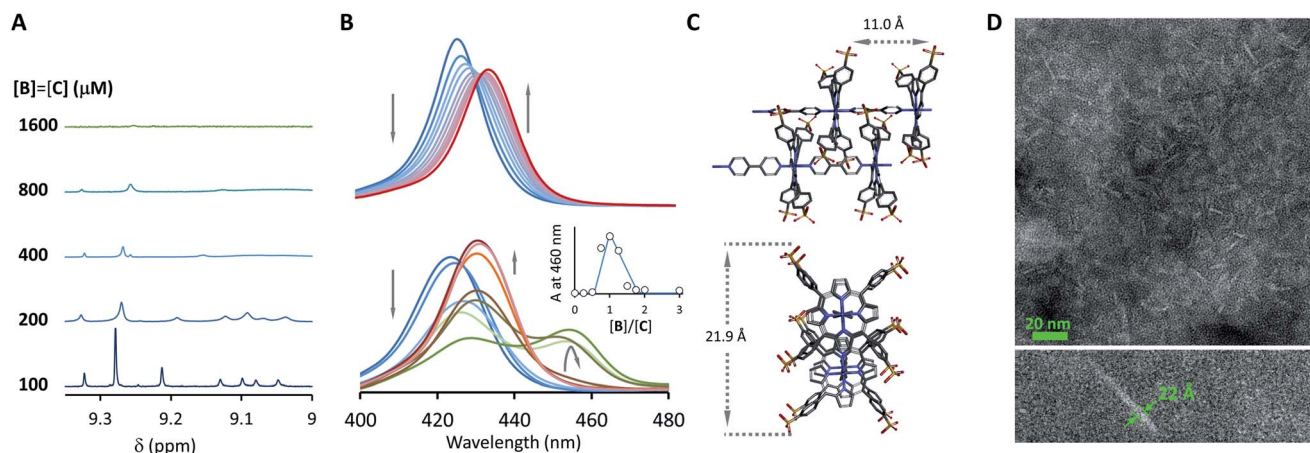 A
[B]=[C] (μM)
1600
800
400
200
100
9.3
9.2
9.1
9
δ (ppm)
B
A at 460 nm
0
1
2
3
[B]/[C]
400
420
440
460
480
Wavelength (nm)
C
11.0 Å
21.9 Å
D
20 nm
22 Å